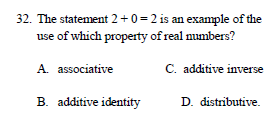 32. The statement 2 + 0 = 2 is an example of the
use of which property of real numbers?
A. associative C. additive inverse
B. additive identity D. distributive.